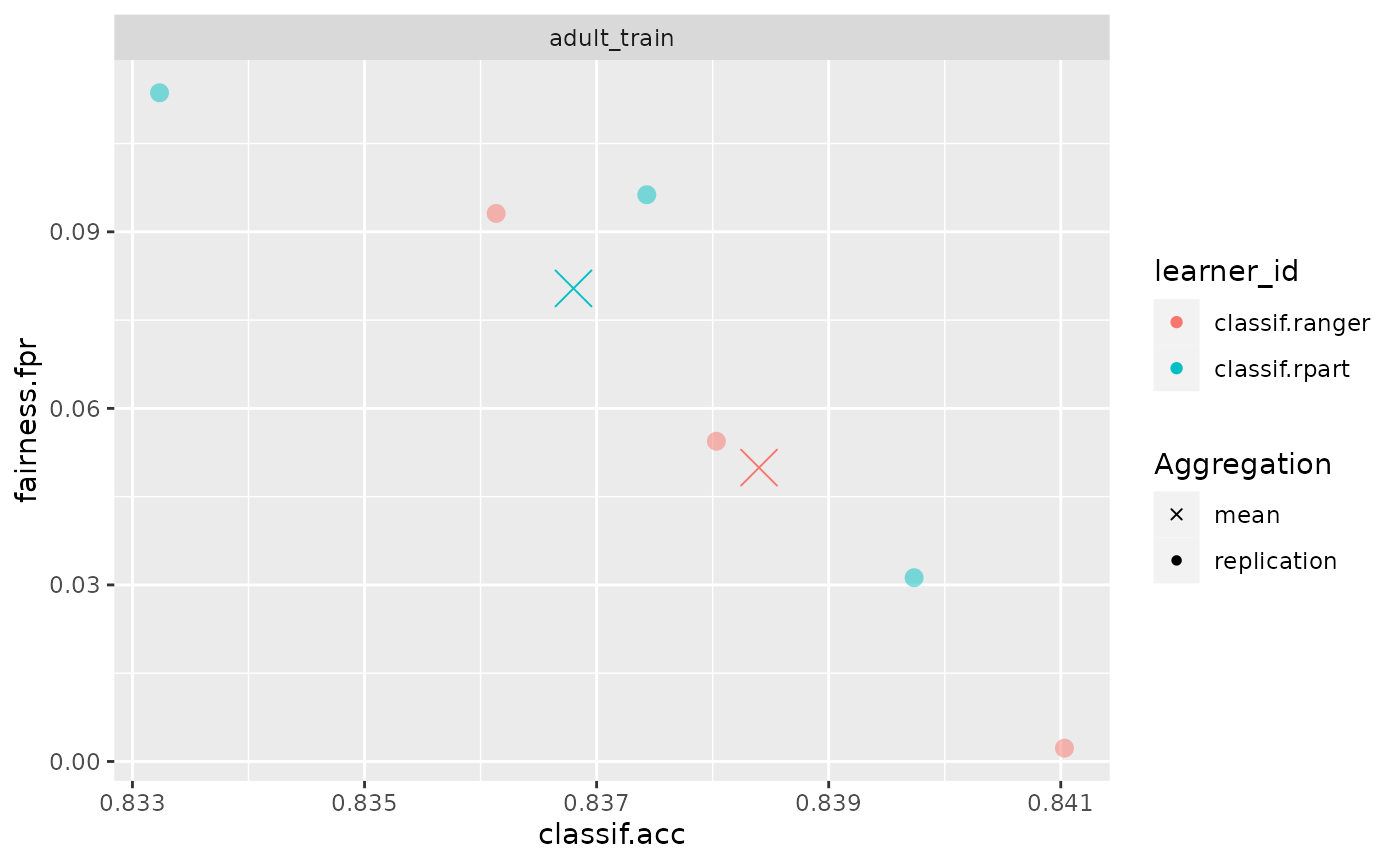 adult_train
fairness.fpr
0.09
0.06
0.03
0.00
0.833
0.835
0.837
0.839
0.841
classif.acc
learner_id
classif.ranger
classif.rpart
Aggregation
mean
replication